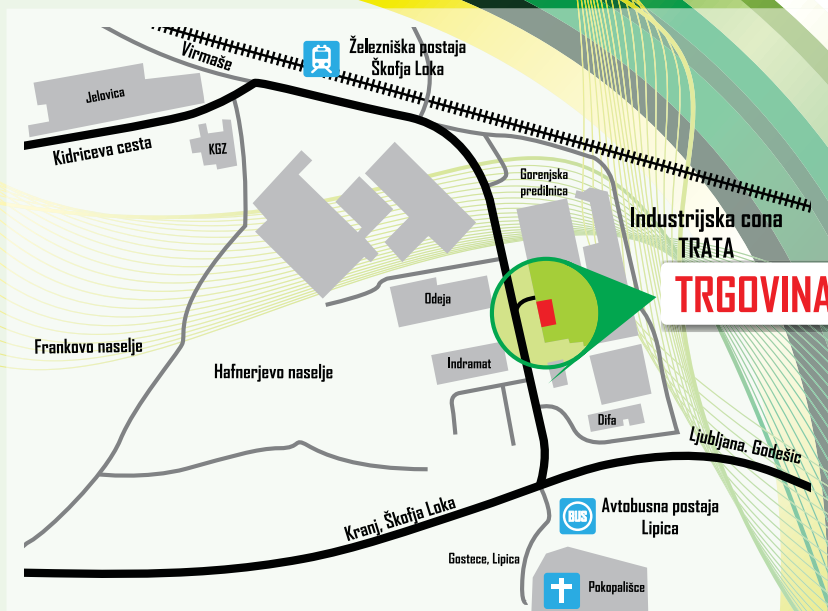 Virmaše
Železniška postaja
Škofja Loka
Jelovica
Kidriceva cesta
KGZ
Gorenjska
predilnica
Industrijska cona
TRATA
TRGOVINA
Odeja
Frankovo naselje
Hafnerjevo naselje
Indramat
Difa
Ljubljana, Godešic
Kranj, Škofja Loka
BUS
Avtobusna postaja
Lipica
Gostece, Lipica
Pokopališce